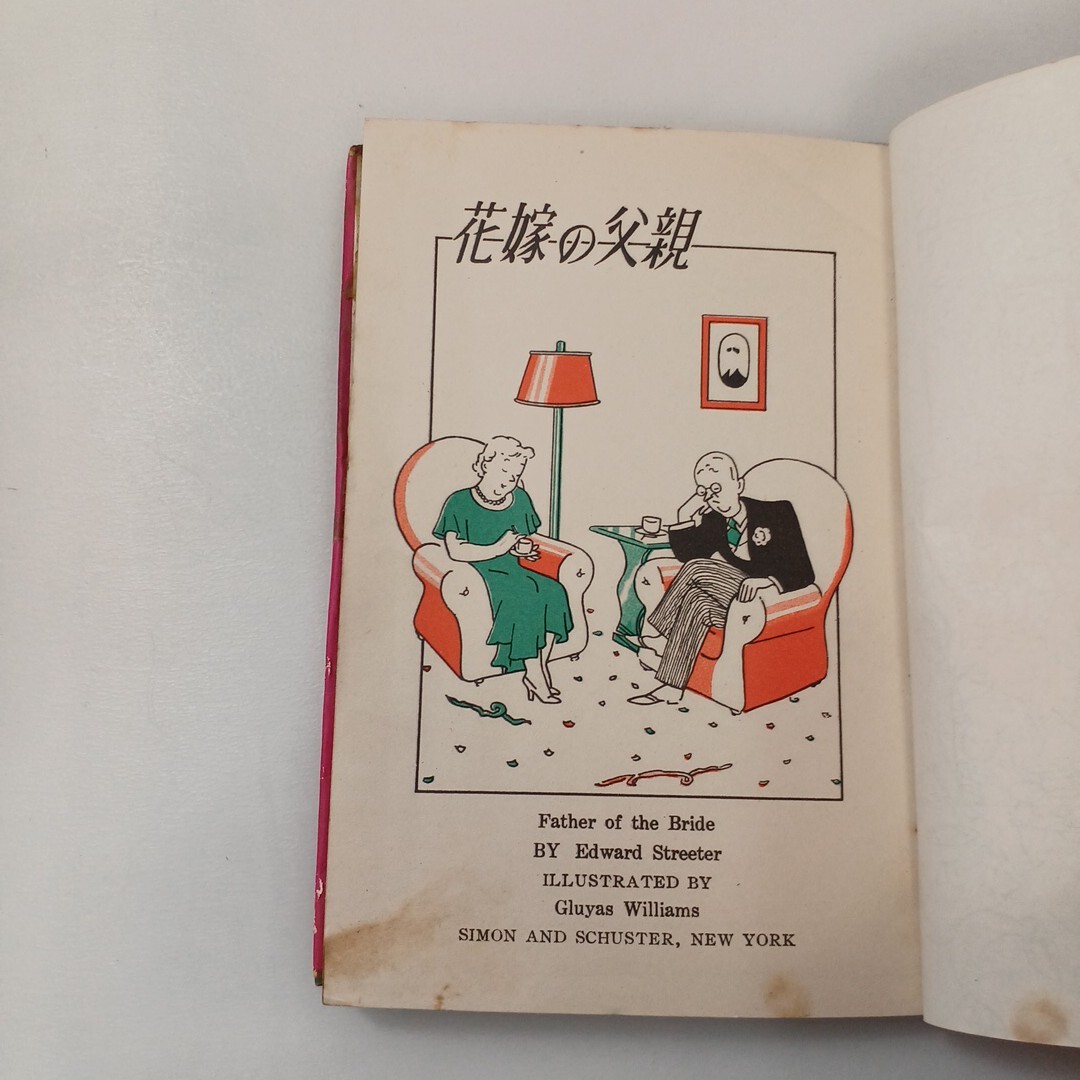 花嫁の父親
Father of the Bride
BY Edward Streeter
ILLUSTRATED BY
Gluyas Williams
SIMON AND SCHUSTER, NEW YORK